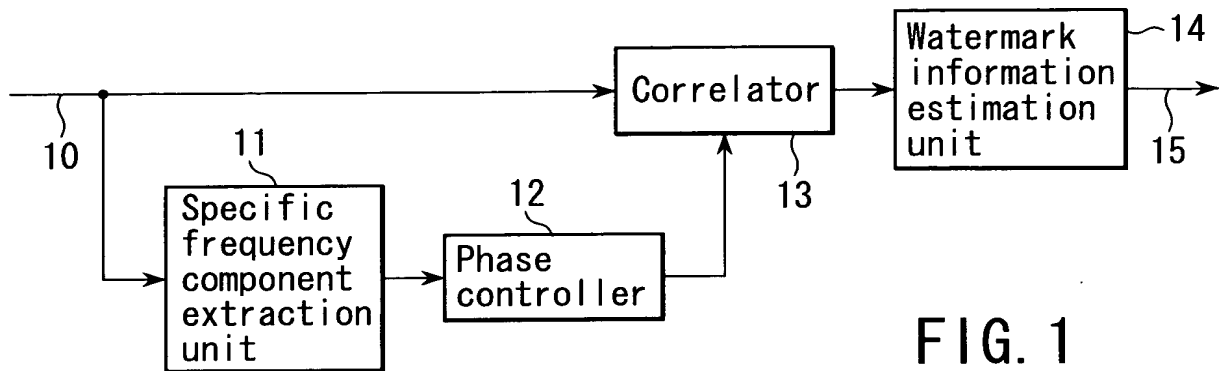 10
11
Specific
frequency
component
extraction
unit
12
Phase
controller
Correlator
13
Watermark
information
estimation
unit
14
15
FIG. 1